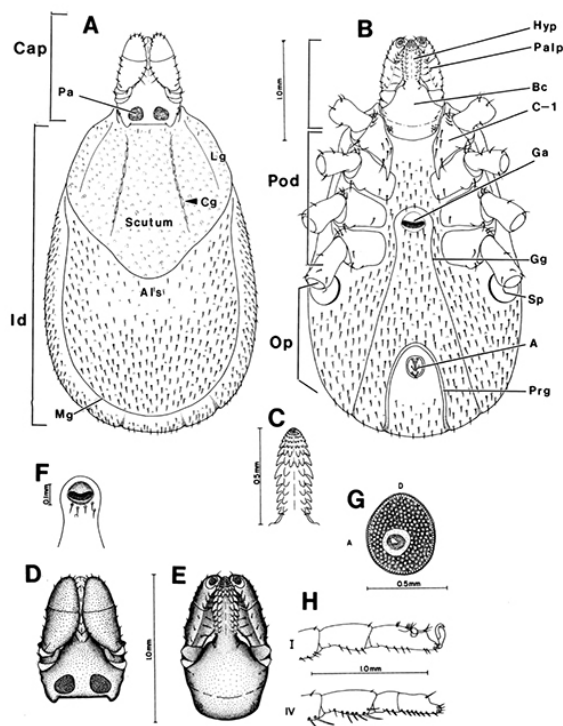 A
Cap
Pa
Id
Lg
Cg
Scutum
Als
Mg
B
1.0mm
Hyp
Palp
Bc
C-1
Pod
Ga
Gg
Sp
Op
A
Prg
C
0.5mm
F
0.1mm
G
D
A
0.5mm
D
E
1.0mm
H
I
1.0mm
IV